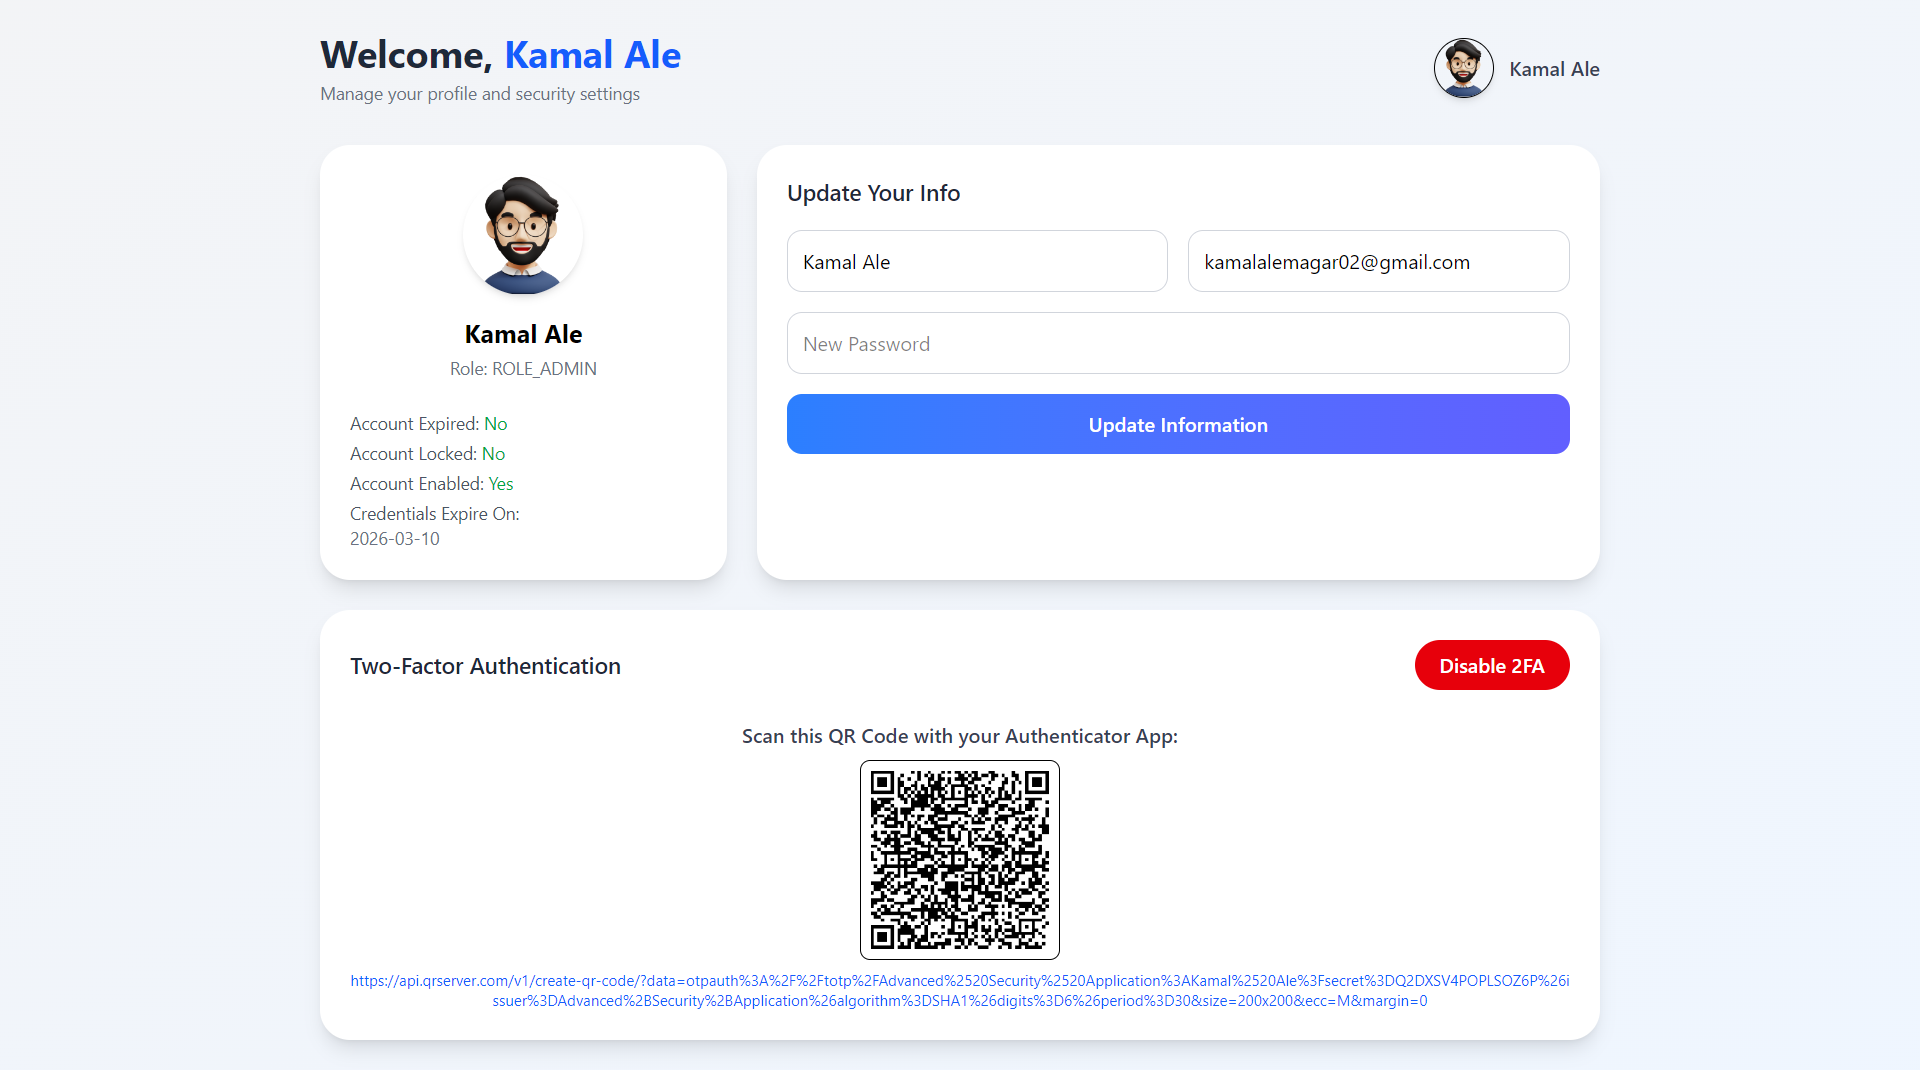 Welcome, Kamal Ale
Manage your profile and security settings
Kamal Ale
Kamal Ale
Role: ROLE_ADMIN
Account Expired: No
Account Locked: No
Account Enabled: Yes
Credentials Expire On:
2026-03-10
Update Your Info
Kamal Ale
kamalalemagar02@gmail.com
New Password
Update Information
Two-Factor Authentication
Disable 2FA
Scan this QR Code with your Authenticator App:
https://api.qrserver.com/v1/create-qr-code/?data=otpauth%3A%2F%2Ftotp%2FAdvanced%2520Security%2520Application%3AKamal%2520Ale%3Fsecret%3DQ2DXSV4POPLSOZ6P%26i
ssuer%3DAdvanced%2BSecurity%2BApplication%26algorithm%3DSHA1%26digits%3D6%26period%3D30&size=200x200&ecc=M&margin=0